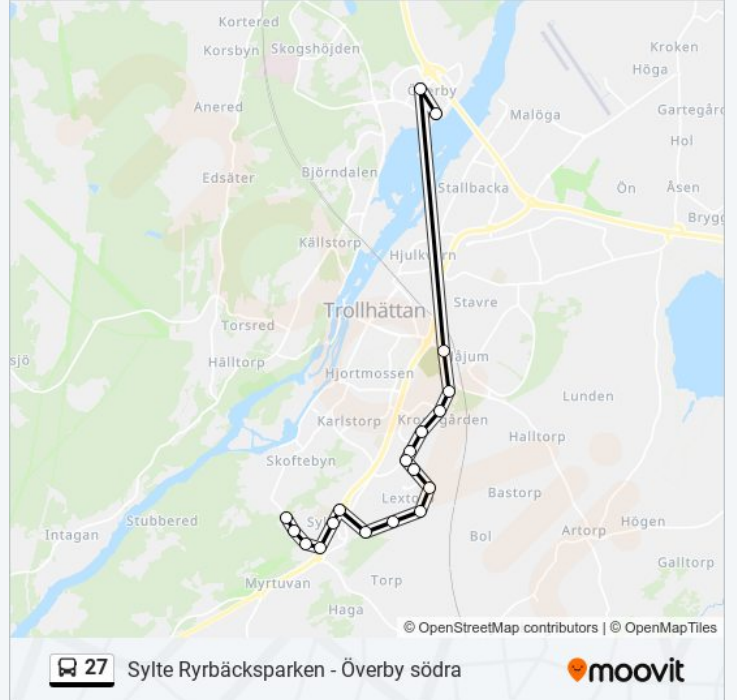 Kortered
Korsbyn Skogshöjden
Kroken
Höga
Anered
Malöga
Gartegård
Hol
Edsäter
Björndalen
Stallbacka
Ön Åsen
Brygg
Källstorp
Hjulkvarn
Trollhättan
Stavre
Torsred
sjö
Hälltorp
Hjortmossen
Lunden
Karlstorp
Halltorp
Skoftebyn
Bastorp
Stubbered
Högen
Intagan
Bol
Artorp
Galltorp
Myrtuvan
Torp
Haga
© OpenStreetMap contributors | © OpenMapTiles
27 Sylte Ryrbäcksparken - Överby södra
moovit